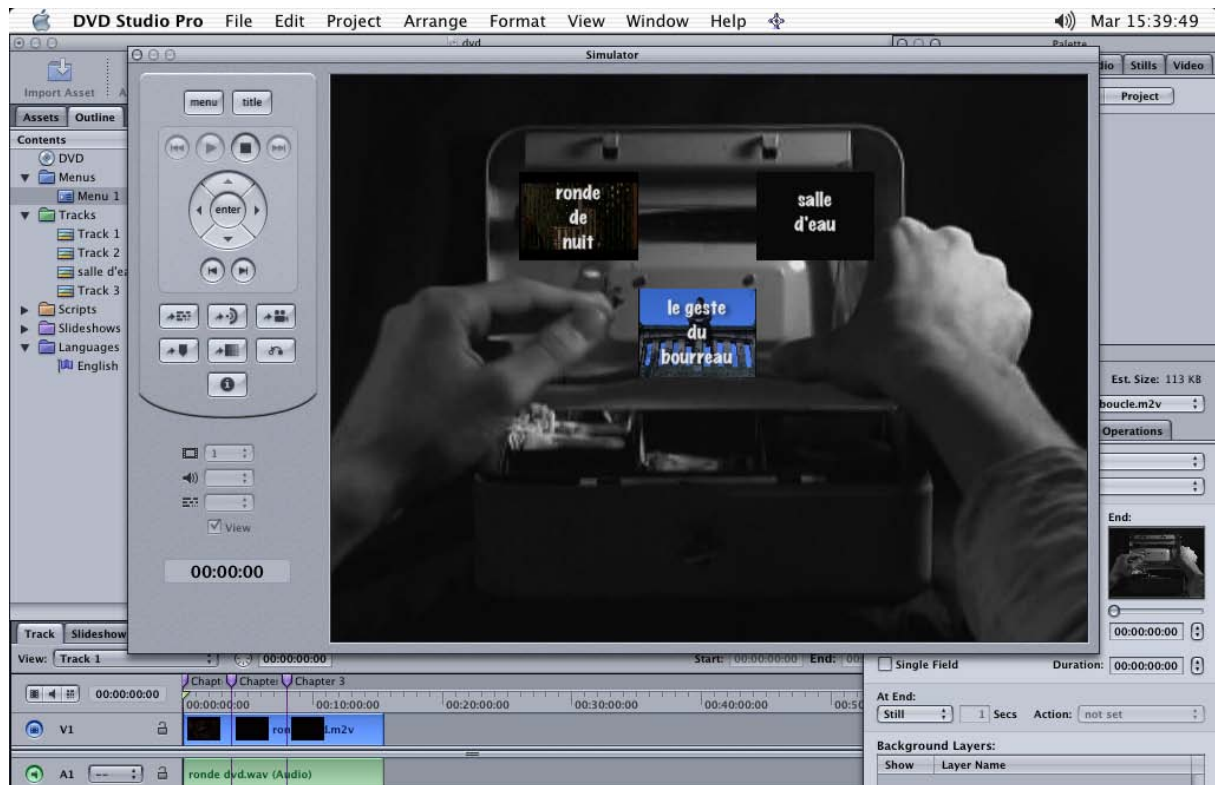 DVD Studio Pro File Edit Project Arrange Format View Window Help Mar 15:39:49
dvd
Palette
Simulator
Import Asset
Stills Video
Project
Assets Outline
Contents
DVD
Menus
Menu 1
Tracks
Track 1
Track 2
salle d'ea
Track 3
Scripts
Slideshows
Languages
English
menu title
enter
1
View
00:00:00
ronde
de
nuit
salle
d'eau
le geste
du
bourreau
Est. Size: 113 KB
boucle.m2v
Operations
End:
00:00:00:00
Single Field Duration: 00:00:00:00
At End:
Still 1 Secs Action: not set
Background Layers:
Show Layer Name
Track Slideshow
View: Track 1 00:00:00:00 Start: 00:00:00:00 End: 00
Chapt Chapter Chapter 3
00:00:00:00 00:00:00:00 00:10:00:00 00:20:00:00 00:30:00:00 00:40:00:00 00:50
V1 ron d.m2v
A1 -- ronde dvd.wav (Audio)